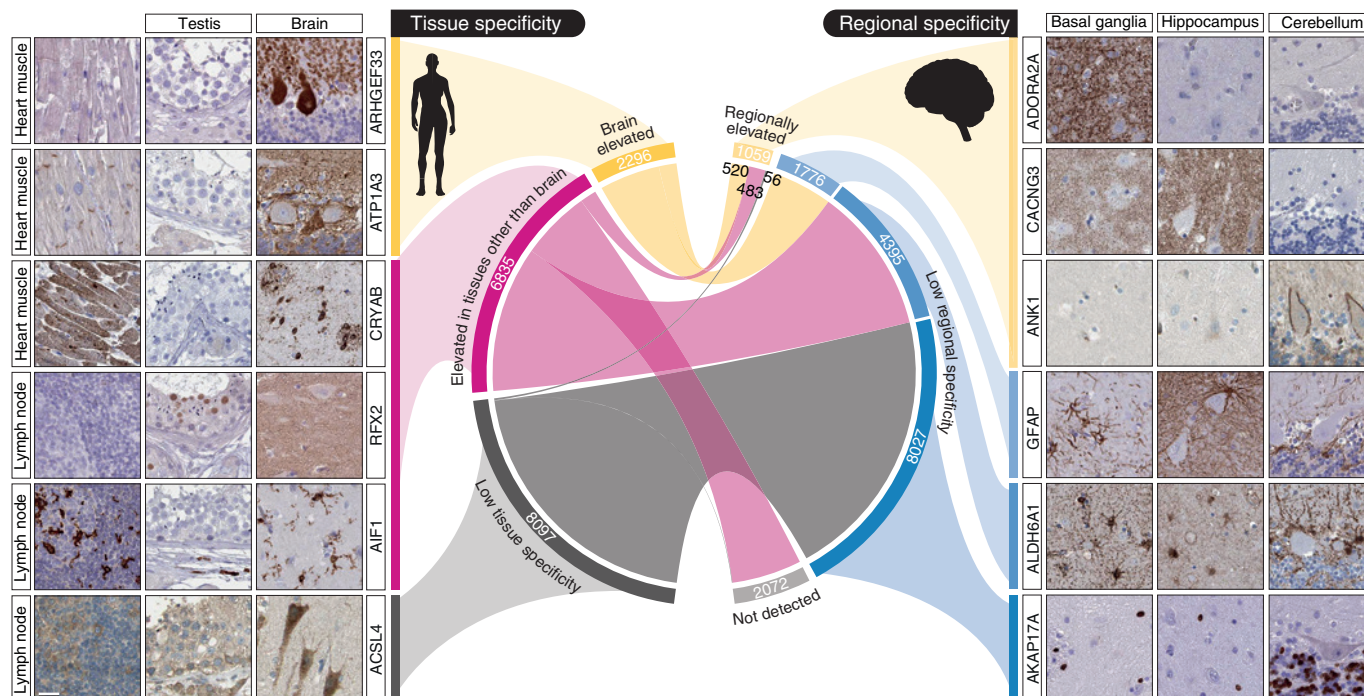 Tissue specificity
Regional specificity
Testis
Brain
Heart muscle
ARHGEF33
Heart muscle
ATP1A3
Heart muscle
CRYAB
Lymph node
RFX2
Lymph node
AIF1
Lymph node
ACSL4
Brain
elevated
2296
Regionally
elevated
1059
520
483
56
1776
4395
8027
Low regional specificity
Elevated in tissues other than brain
6835
8097
Low tissue specificity
2072
Not detected
Basal ganglia
Hippocampus
Cerebellum
ADORA2A
CACNG3
ANK1
GFAP
ALDH6A1
AKAP17A